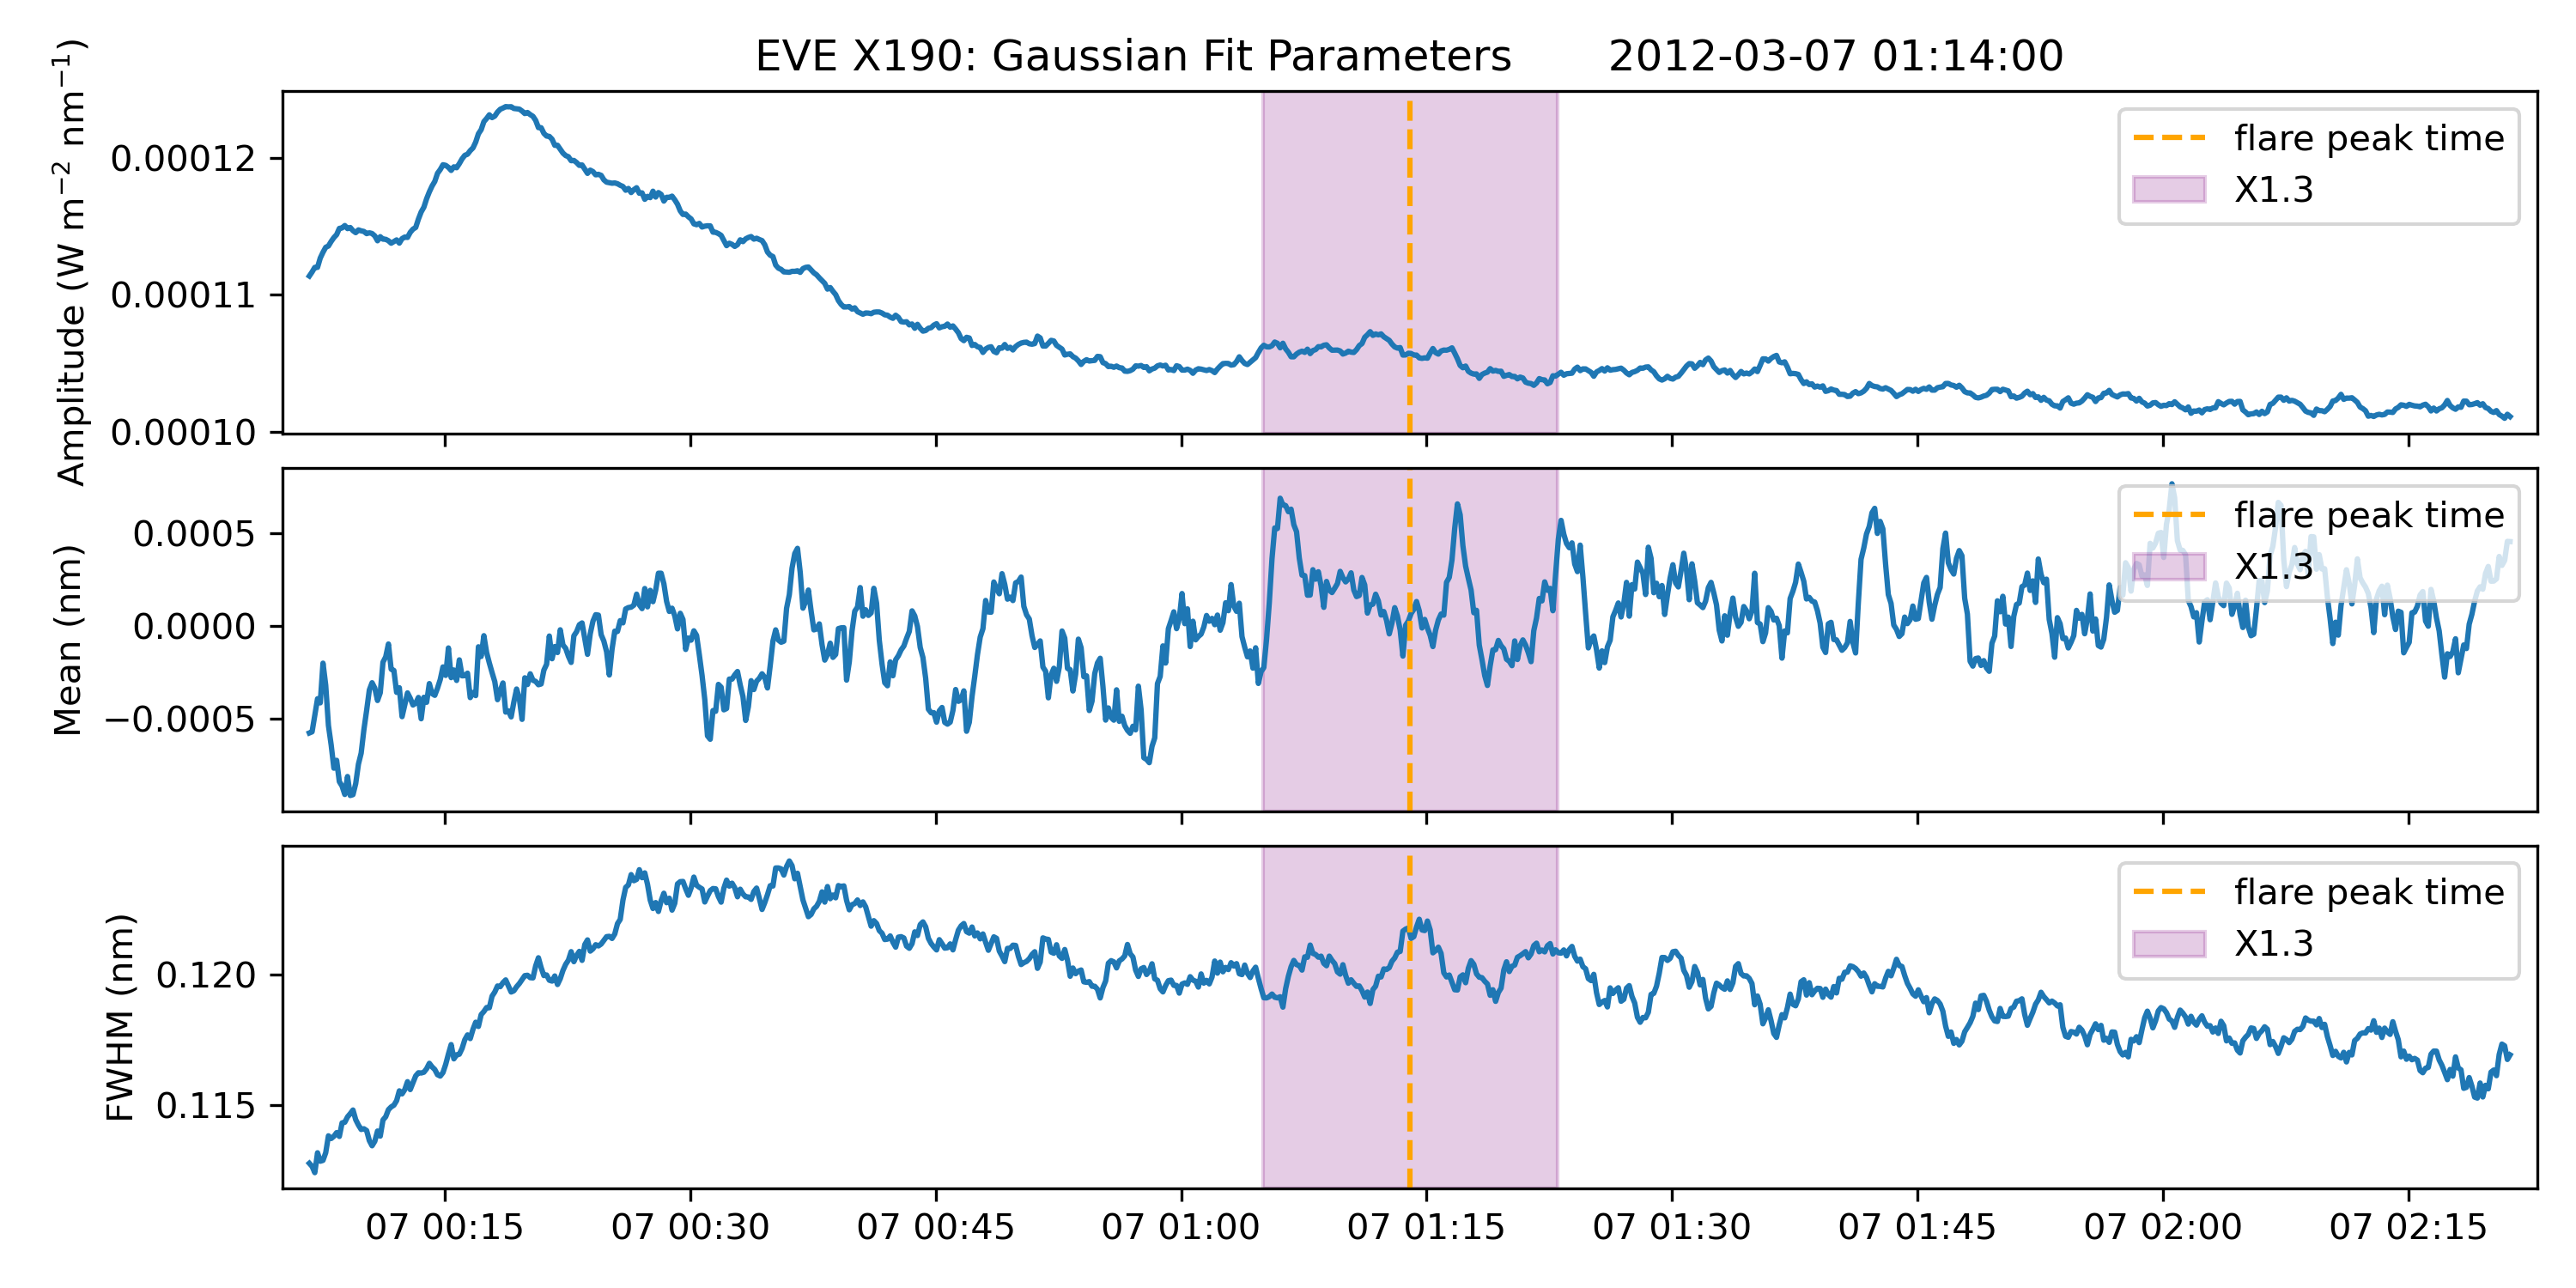 EVE X190: Gaussian Fit Parameters 2012-03-07 01:14:00
Amplitude (W m⁻² nm⁻¹)
0.00012
0.00011
0.00010
flare peak time
X1.3
Mean (nm)
0.0005
0.0000
−0.0005
flare peak time
X1.3
FWHM (nm)
0.120
0.115
flare peak time
X1.3
07 00:15 07 00:30 07 00:45 07 01:00 07 01:15 07 01:30 07 01:45 07 02:00 07 02:15